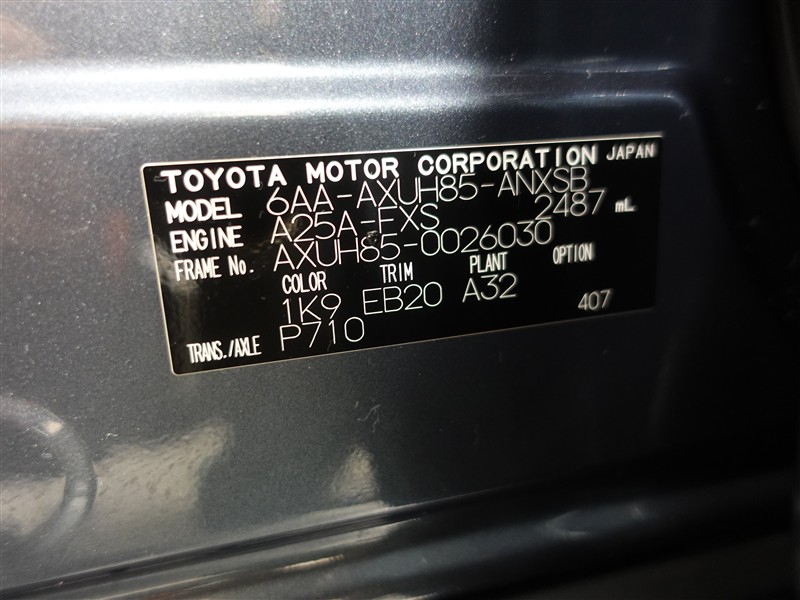 TOYOTA MOTOR CORPORATION JAPAN
MODEL 6AA-AXUH85-ANXSB
ENGINE A25A-FXS 2487 mL
FRAME No. AXUH85-0026030
COLOR TRIM PLANT OPTION
1K9 EB20 A32 407
TRANS./AXLE P710